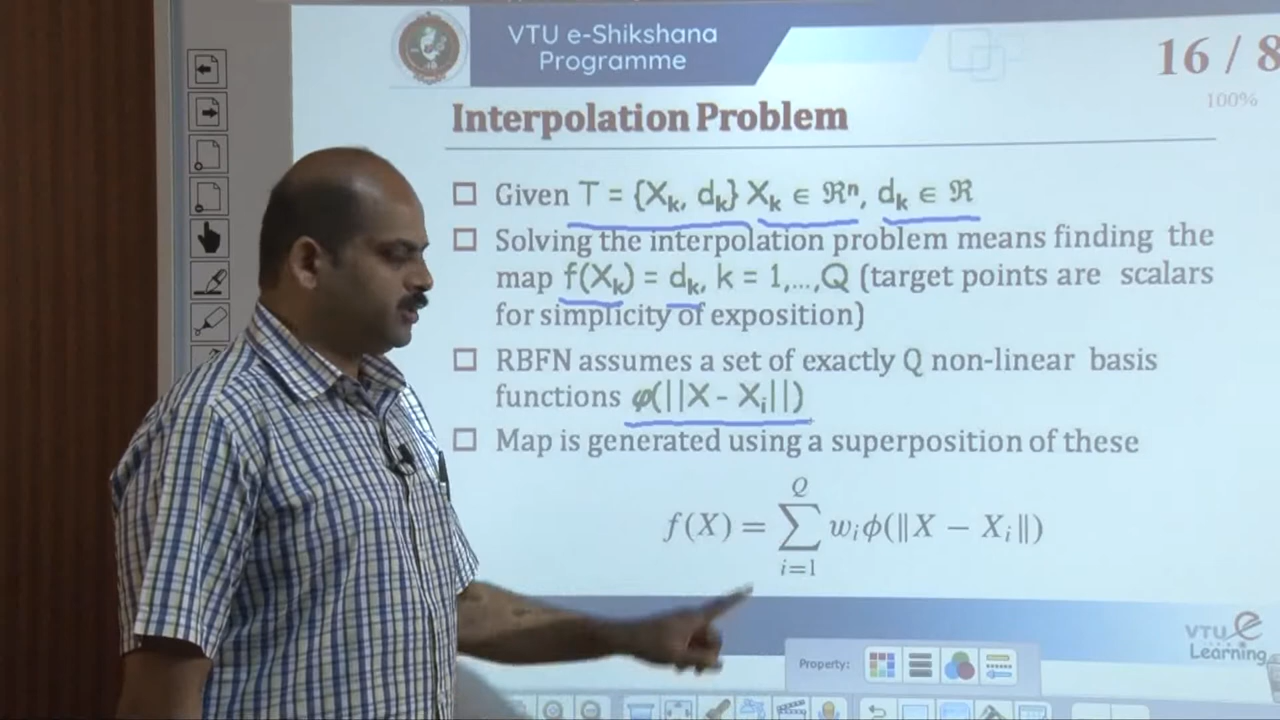 VTU e-Shikshana
Programme
16 / 8
100%
Interpolation Problem
Given T = {Xₖ, dₖ} Xₖ ∈ ℜⁿ, dₖ ∈ ℜ
Solving the interpolation problem means finding the
map f(Xₖ) = dₖ, k = 1,...,Q (target points are scalars
for simplicity of exposition)
RBFN assumes a set of exactly Q non-linear basis
functions φ(||X - Xᵢ||)
Map is generated using a superposition of these
f(X) = ∑_{i=1}^{Q} wᵢϕ(‖X − Xᵢ‖)
VTU e
Learning
Property: